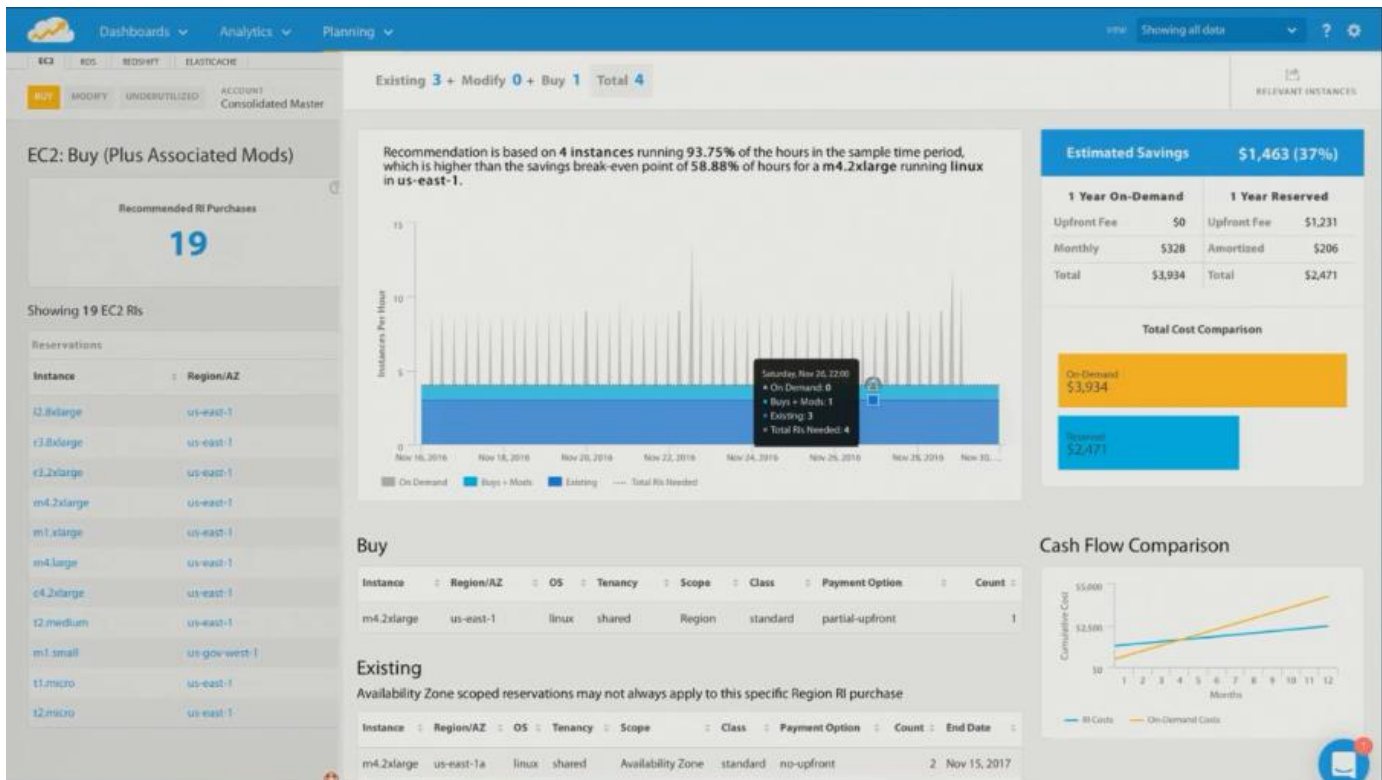 Dashboards
Analytics
Planning
VIEW
Showing all data
?
EC2
RDS
REDSHIFT
ELASTICACHE
BUY
MODIFY
UNDERUTILIZED
ACCOUNT
Consolidated Master
Existing 3 + Modify 0 + Buy 1 Total 4
RELEVANT INSTANCES
EC2: Buy (Plus Associated Mods)
Recommended RI Purchases
19
Showing 19 EC2 RIs
Reservations
Instance Region/AZ
i2.8xlarge us-east-1
r3.8xlarge us-east-1
r3.2xlarge us-east-1
m4.2xlarge us-east-1
m1.xlarge us-east-1
m4.large us-east-1
c4.2xlarge us-east-1
t2.medium us-east-1
m1.small us-gov-west-1
t1.micro us-east-1
t2.micro us-east-1
Recommendation is based on 4 instances running 93.75% of the hours in the sample time period,
which is higher than the savings break-even point of 58.88% of hours for a m4.2xlarge running linux
in us-east-1.
Instances Per Hour
15
10
5
0
Saturday, Nov 26, 22:00
On Demand: 0
Buys + Mods: 1
Existing: 3
Total RIs Needed: 4
Nov 16, 2016 Nov 18, 2016 Nov 20, 2016 Nov 22, 2016 Nov 24, 2016 Nov 26, 2016 Nov 28, 2016 Nov 30, ...
On Demand Buys + Mods Existing Total RIs Needed
Estimated Savings $1,463 (37%)
1 Year On-Demand 1 Year Reserved
Upfront Fee $0 Upfront Fee $1,231
Monthly $328 Amortized $206
Total $3,934 Total $2,471
Total Cost Comparison
On-Demand
$3,934
Reserved
$2,471
Buy
Instance Region/AZ OS Tenancy Scope Class Payment Option Count
m4.2xlarge us-east-1 linux shared Region standard partial-upfront 1
Existing
Availability Zone scoped reservations may not always apply to this specific Region RI purchase
Instance Region/AZ OS Tenancy Scope Class Payment Option Count End Date
m4.2xlarge us-east-1a linux shared Availability Zone standard no-upfront 2 Nov 15, 2017
Cash Flow Comparison
Cumulative Cost
$5,000
$2,500
$0
1 2 3 4 5 6 7 8 9 10 11 12
Months
RI Costs On-Demand Costs
1